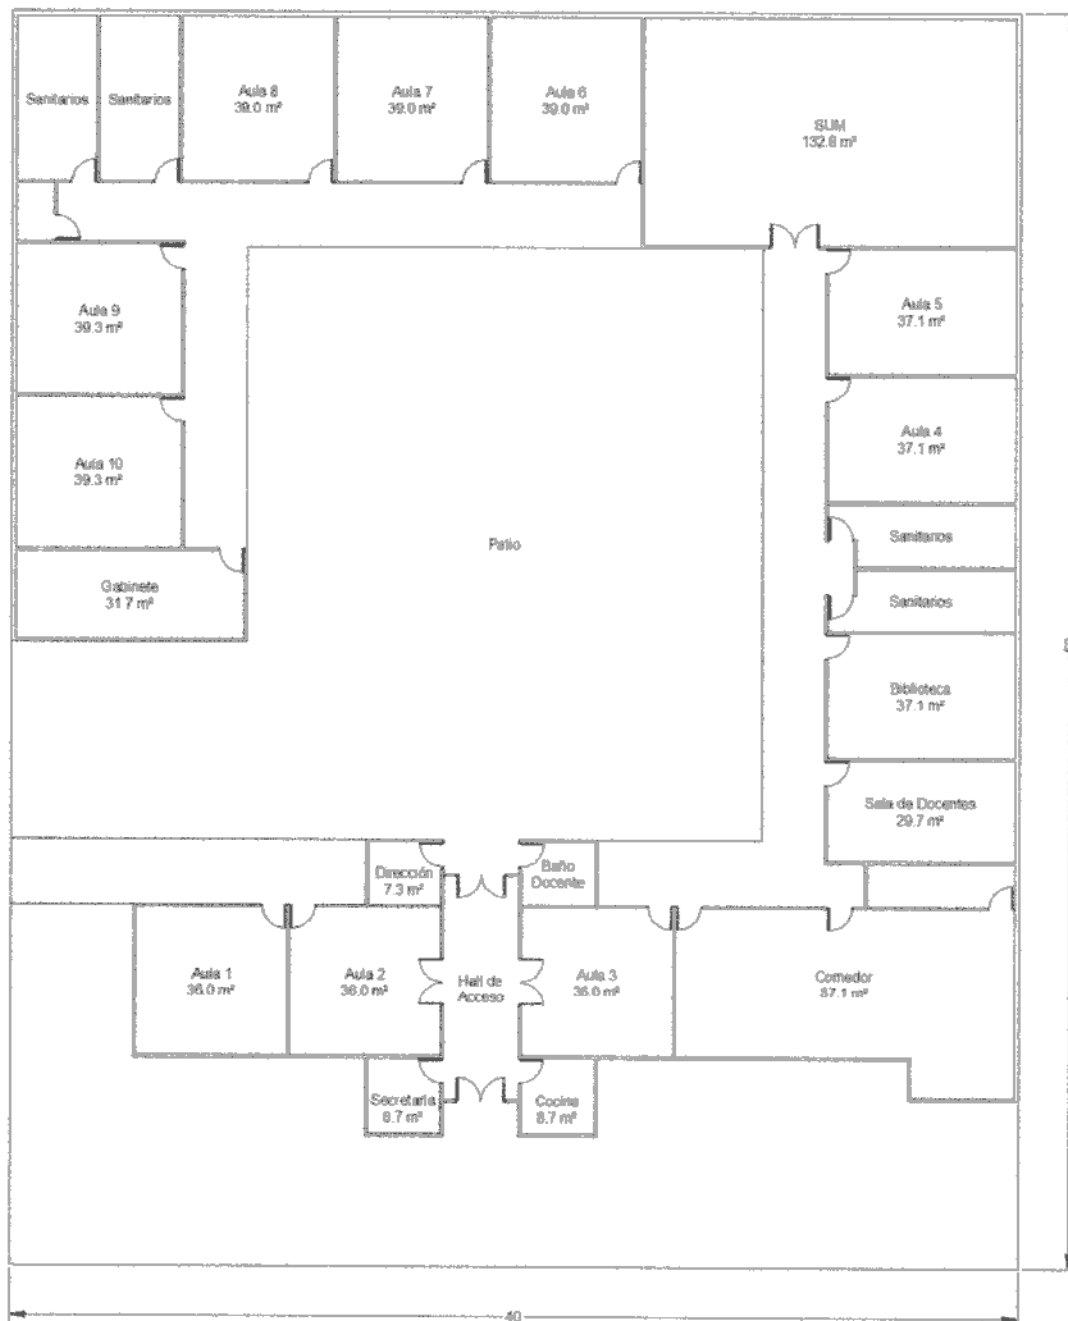 Sanitarios
Sanitarios
Aula 8
39.0 m²
Aula 7
39.0 m²
Aula 6
39.0 m²
SUM
132.8 m²
Aula 9
39.3 m²
Aula 5
37.1 m²
Aula 4
37.1 m²
Aula 10
39.3 m²
Patio
Sanitarios
Gabinete
31.7 m²
Sanitarios
Biblioteca
37.1 m²
Sala de Docentes
29.7 m²
Dirección
7.3 m²
Baño
Docente
Aula 1
36.0 m²
Aula 2
36.0 m²
Hall de
Acceso
Aula 3
36.0 m²
Comedor
87.1 m²
Secretaría
8.7 m²
Cocina
8.7 m²
40